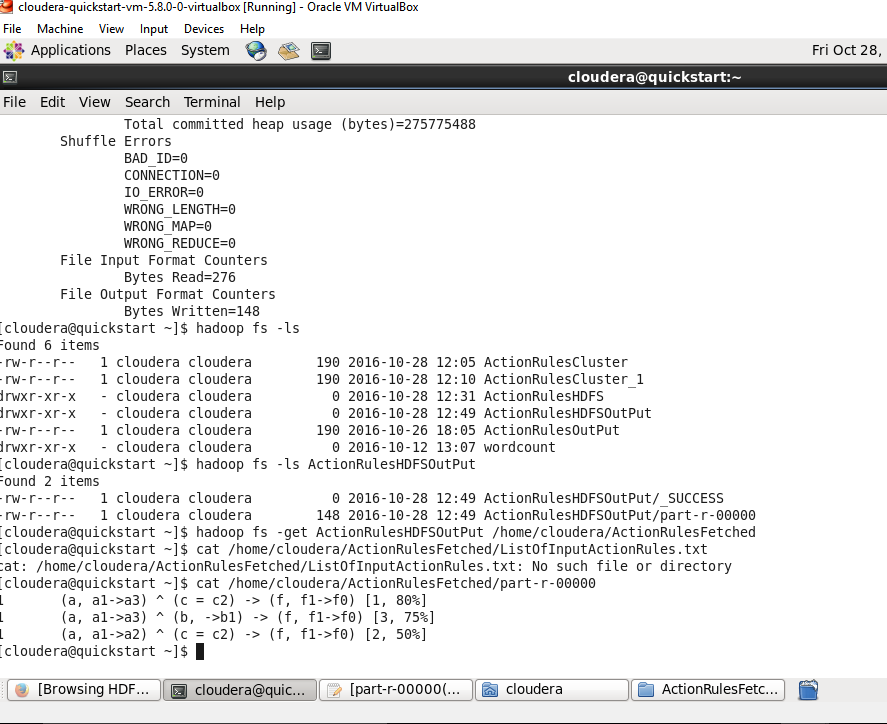 cloudera-quickstart-vm-5.8.0-0-virtualbox [Running] - Oracle VM VirtualBox
File Machine View Input Devices Help
Applications Places System Fri Oct 28,
cloudera@quickstart:~
File Edit View Search Terminal Help
Total committed heap usage (bytes)=275775488
Shuffle Errors
BAD_ID=0
CONNECTION=0
IO_ERROR=0
WRONG_LENGTH=0
WRONG_MAP=0
WRONG_REDUCE=0
File Input Format Counters
Bytes Read=276
File Output Format Counters
Bytes Written=148
[cloudera@quickstart ~]$ hadoop fs -ls
Found 6 items
-rw-r--r-- 1 cloudera cloudera 190 2016-10-28 12:05 ActionRulesCluster
-rw-r--r-- 1 cloudera cloudera 190 2016-10-28 12:10 ActionRulesCluster_1
drwxr-xr-x - cloudera cloudera 0 2016-10-28 12:31 ActionRulesHDFS
drwxr-xr-x - cloudera cloudera 0 2016-10-28 12:49 ActionRulesHDFSOutPut
-rw-r--r-- 1 cloudera cloudera 190 2016-10-26 18:05 ActionRulesOutPut
drwxr-xr-x - cloudera cloudera 0 2016-10-12 13:07 wordcount
[cloudera@quickstart ~]$ hadoop fs -ls ActionRulesHDFSOutPut
Found 2 items
-rw-r--r-- 1 cloudera cloudera 0 2016-10-28 12:49 ActionRulesHDFSOutPut/_SUCCESS
-rw-r--r-- 1 cloudera cloudera 148 2016-10-28 12:49 ActionRulesHDFSOutPut/part-r-00000
[cloudera@quickstart ~]$ hadoop fs -get ActionRulesHDFSOutPut /home/cloudera/ActionRulesFetched
[cloudera@quickstart ~]$ cat /home/cloudera/ActionRulesFetched/ListOfInputActionRules.txt
cat: /home/cloudera/ActionRulesFetched/ListOfInputActionRules.txt: No such file or directory
[cloudera@quickstart ~]$ cat /home/cloudera/ActionRulesFetched/part-r-00000
1 (a, a1->a3) ^ (c = c2) -> (f, f1->f0) [1, 80%]
1 (a, a1->a3) ^ (b, ->b1) -> (f, f1->f0) [3, 75%]
1 (a, a1->a2) ^ (c = c2) -> (f, f1->f0) [2, 50%]
[cloudera@quickstart ~]$
[Browsing HDF... cloudera@quic... [part-r-00000(... cloudera ActionRulesFetc...